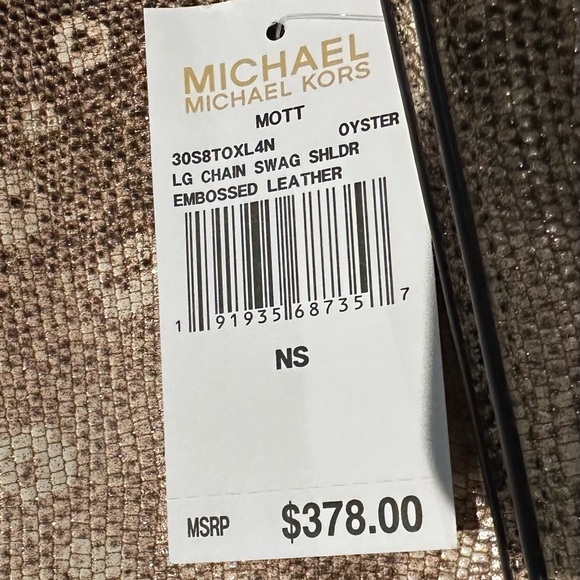 MICHAEL
MICHAEL KORS
MOTT
30S8TOXL4N OYSTER
LG CHAIN SWAG SHLDR
EMBOSSED LEATHER
1 91935 68735 7
NS
MSRP $378.00